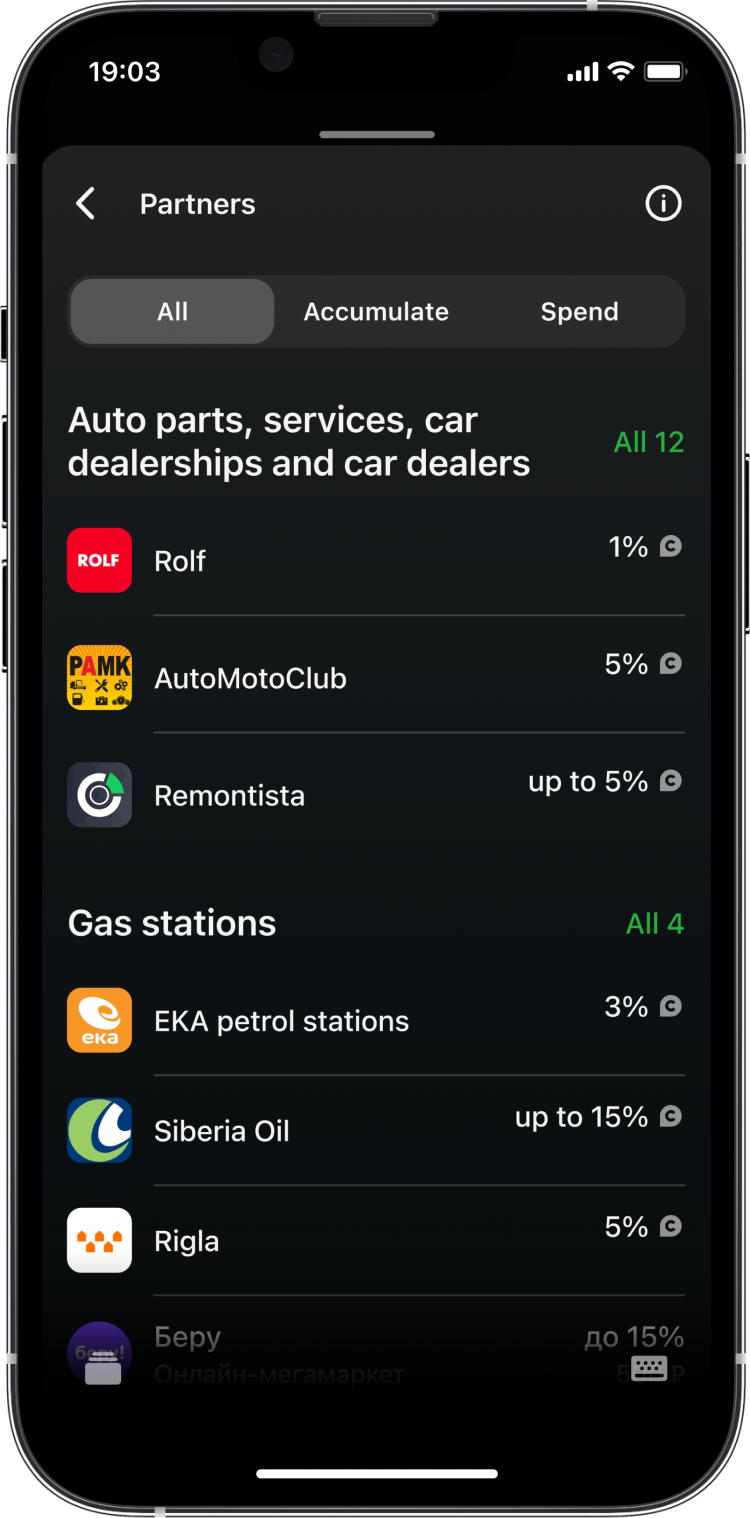 19:03
Partners
All
Accumulate
Spend
Auto parts, services, car
dealerships and car dealers
All 12
ROLF
Rolf
1%
РАМК
AutoMotoClub
5%
Remontista
up to 5%
Gas stations
All 4
ека
EKA petrol stations
3%
Siberia Oil
up to 15%
Rigla
5%
беру!
Беру
до 15%
Онлайн-мегамаркет